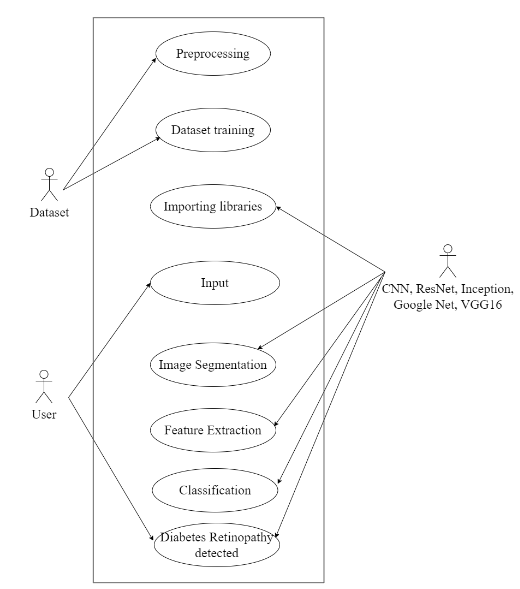 Preprocessing
Dataset training
Dataset
Importing libraries
Input
CNN, ResNet, Inception,
Google Net, VGG16
Image Segmentation
User
Feature Extraction
Classification
Diabetes Retinopathy
detected